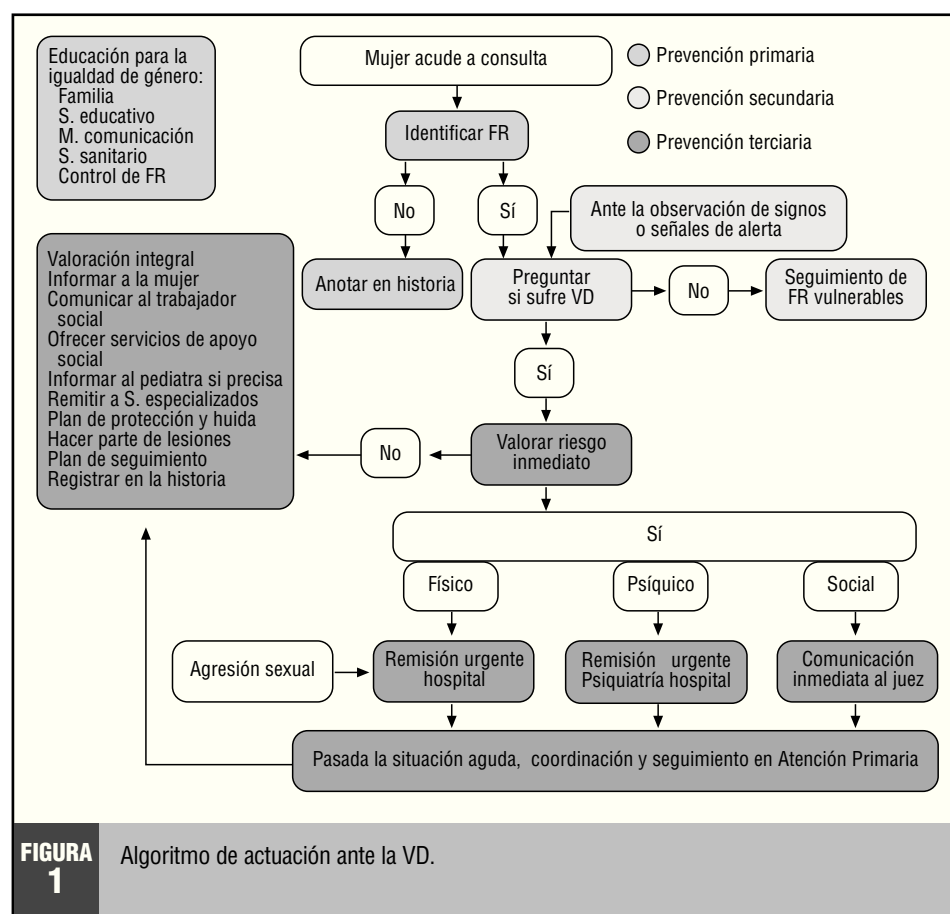 Educación para la
igualdad de género:
Familia
S. educativo
M. comunicación
S. sanitario
Control de FR
Mujer acude a consulta
Prevención primaria
Prevención secundaria
Prevención terciaria
Identificar FR
No
Sí
Ante la observación de signos
o señales de alerta
Anotar en historia
Preguntar
si sufre VD
No
Seguimiento de
FR vulnerables
Sí
Valoración integral
Informar a la mujer
Comunicar al trabajador
social
Ofrecer servicios de apoyo
social
Informar al pediatra si precisa
Remitir a S. especializados
Plan de protección y huida
Hacer parte de lesiones
Plan de seguimiento
Registrar en la historia
No
Valorar riesgo
inmediato
Sí
Físico
Psíquico
Social
Agresión sexual
Remisión urgente
hospital
Remisión urgente
Psiquiatría hospital
Comunicación
inmediata al juez
Pasada la situación aguda, coordinación y seguimiento en Atención Primaria
FIGURA
1
Algoritmo de actuación ante la VD.